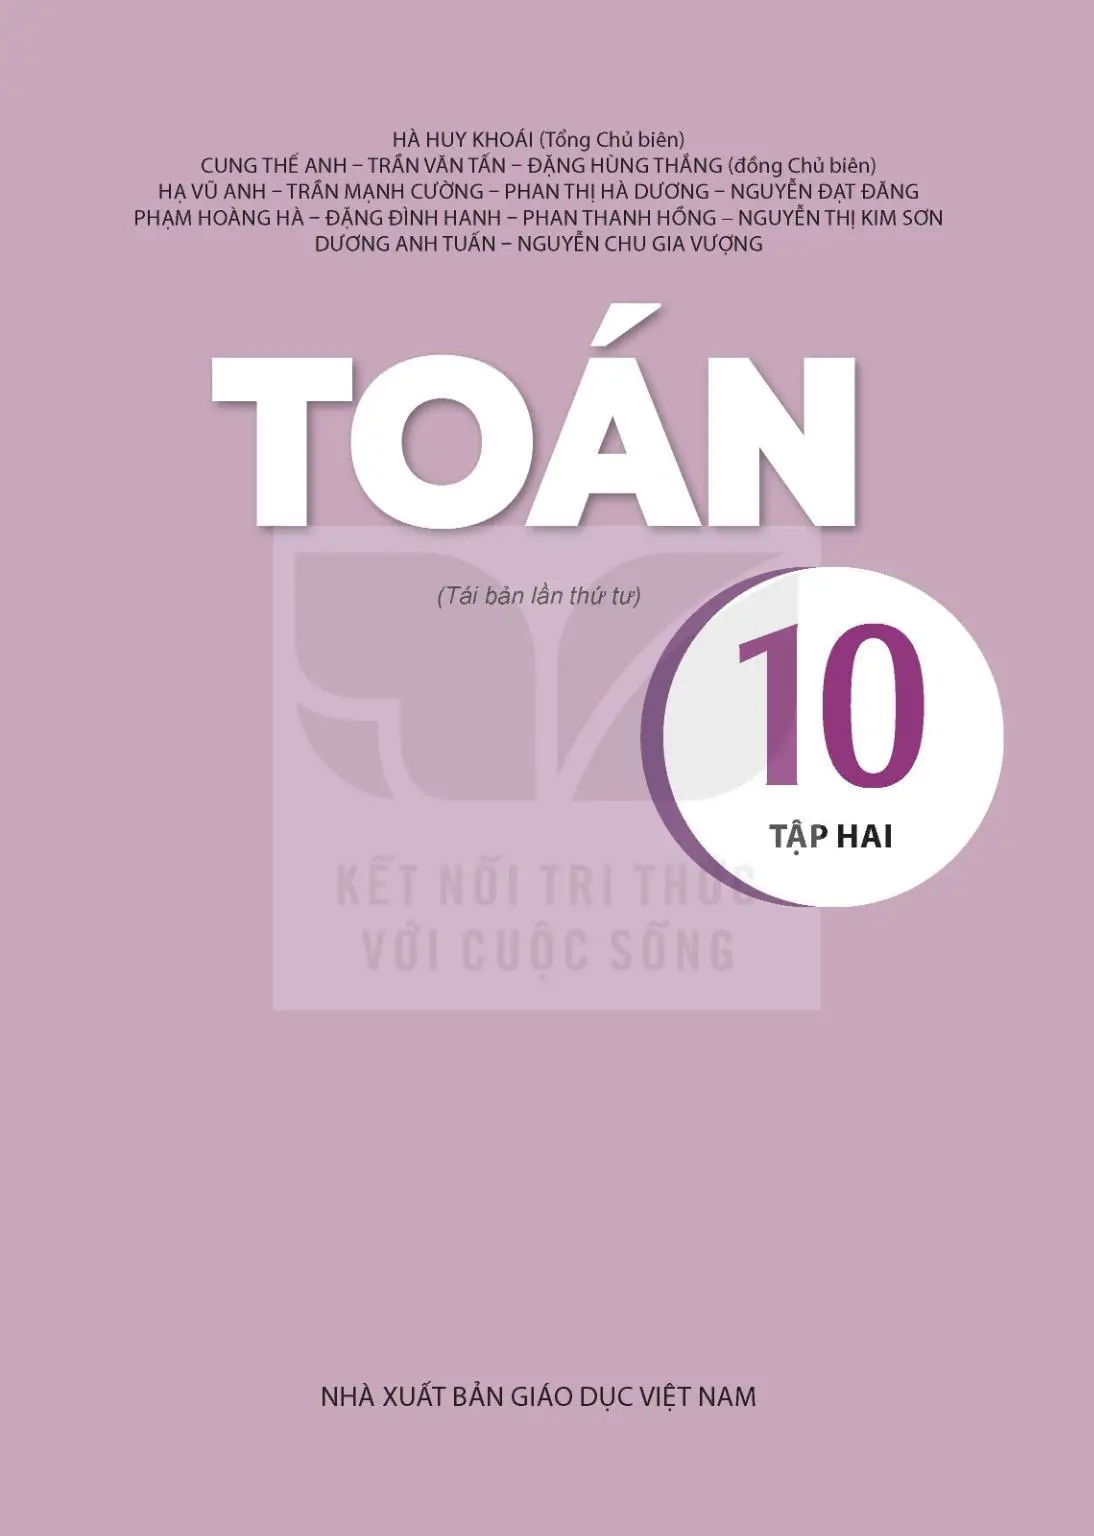 HÀ HUY KHOÁI (Tổng Chủ biên)
CUNG THẾ ANH – TRẦN VĂN TẤN – ĐẶNG HÙNG THẮNG (đồng Chủ biên)
HẠ VŨ ANH – TRẦN MẠNH CƯỜNG – PHAN THỊ HÀ DƯƠNG – NGUYỄN ĐẠT ĐĂNG
PHẠM HOÀNG HÀ – ĐẶNG ĐÌNH HANH – PHAN THANH HỒNG – NGUYỄN THỊ KIM SƠN
DƯƠNG ANH TUẤN – NGUYỄN CHU GIA VƯỢNG
TOÁN
(Tái bản lần thứ tư)
10
TẬP HAI
KẾT NỐI TRI THỨC
VỚI CUỘC SỐNG
NHÀ XUẤT BẢN GIÁO DỤC VIỆT NAM